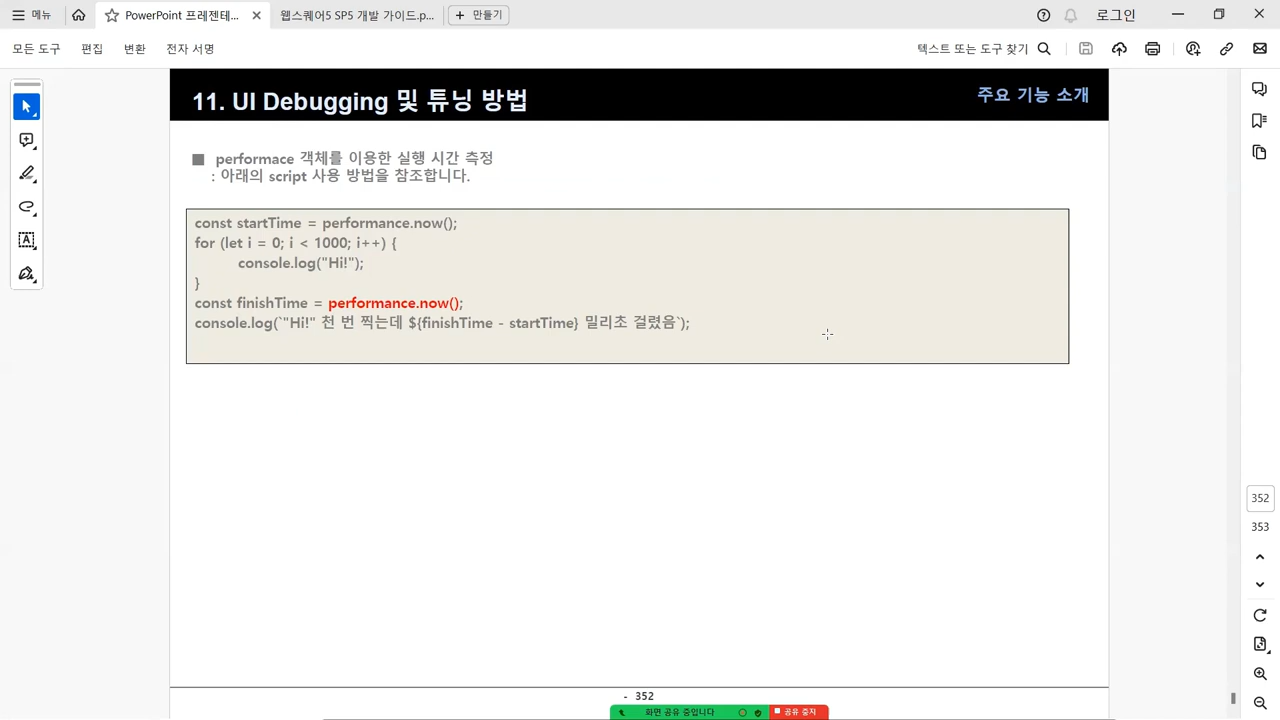 메뉴
PowerPoint 프레젠테...
웹스퀘어5 SP5 개발 가이드.p...
만들기
로그인
모든 도구
편집
변환
전자 서명
텍스트 또는 도구 찾기
11. UI Debugging 및 튜닝 방법
주요 기능 소개
■ performace 객체를 이용한 실행 시간 측정
: 아래의 script 사용 방법을 참조합니다.
const startTime = performance.now();
for (let i = 0; i < 1000; i++) {
console.log("Hi!");
}
const finishTime = performance.now();
console.log(`"Hi!" 천 번 찍는데 ${finishTime - startTime} 밀리초 걸렸음`);
352
353
- 352
화면 공유 중입니다
공유 중지